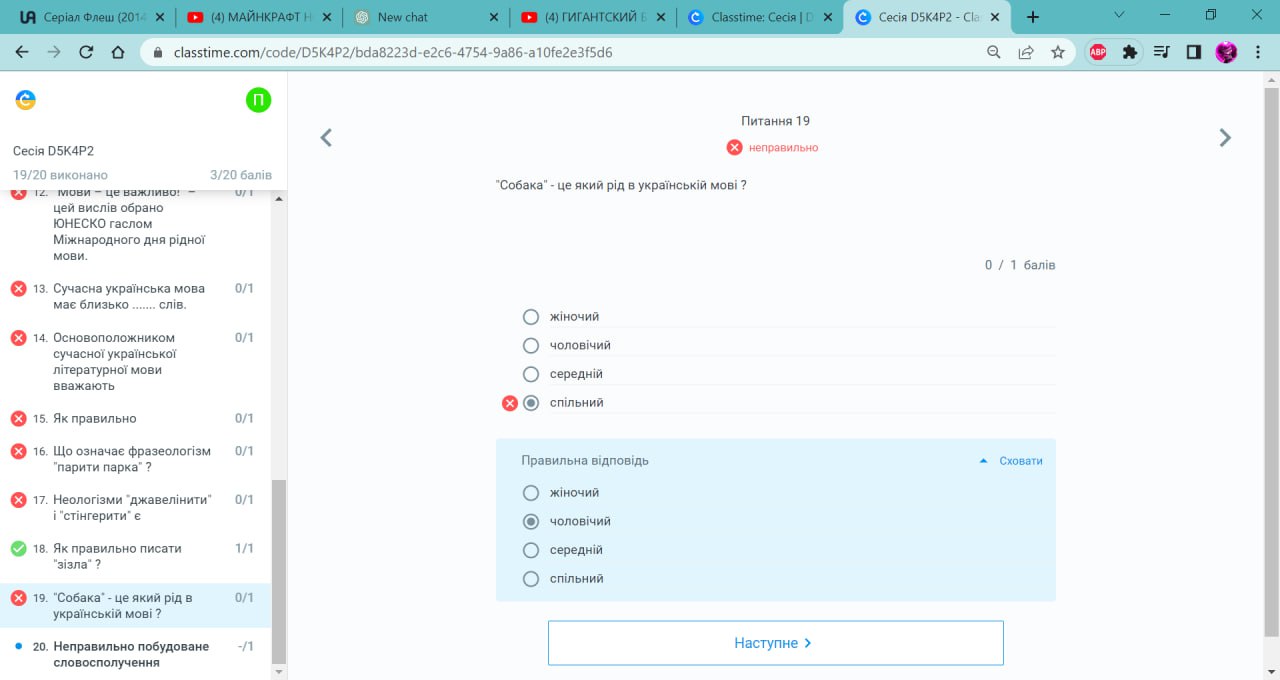 UA Серіал Флеш (2014
(4) МАЙНКРАФТ Н
New chat
(4) ГИГАНТСКИЙ Б
Classtime: Сесія | D
Сесія D5K4P2 - Cla
classtime.com/code/D5K4P2/bda8223d-e2c6-4754-9a86-a10fe2e3f5d6
ABP
П
Сесія D5K4P2
19/20 виконано 3/20 балів
12. "Мови – це важливо!" – 0/1
цей вислів обрано
ЮНЕСКО гаслом
Міжнародного дня рідної
мови.
13. Сучасна українська мова 0/1
має близько ....... слів.
14. Основоположником 0/1
сучасної української
літературної мови
вважають
15. Як правильно 0/1
16. Що означає фразеологізм 0/1
"парити парка" ?
17. Неологізми "джавелініти" 0/1
і "стінгерити" є
18. Як правильно писати 1/1
"зізла" ?
19. "Собака" - це який рід в 0/1
українській мові ?
20. Неправильно побудоване -/1
словосполучення
Питання 19
неправильно
"Собака" - це який рід в українській мові ?
0 / 1 балів
жіночий
чоловічий
середній
спільний
Правильна відповідь
Сховати
жіночий
чоловічий
середній
спільний
Наступне